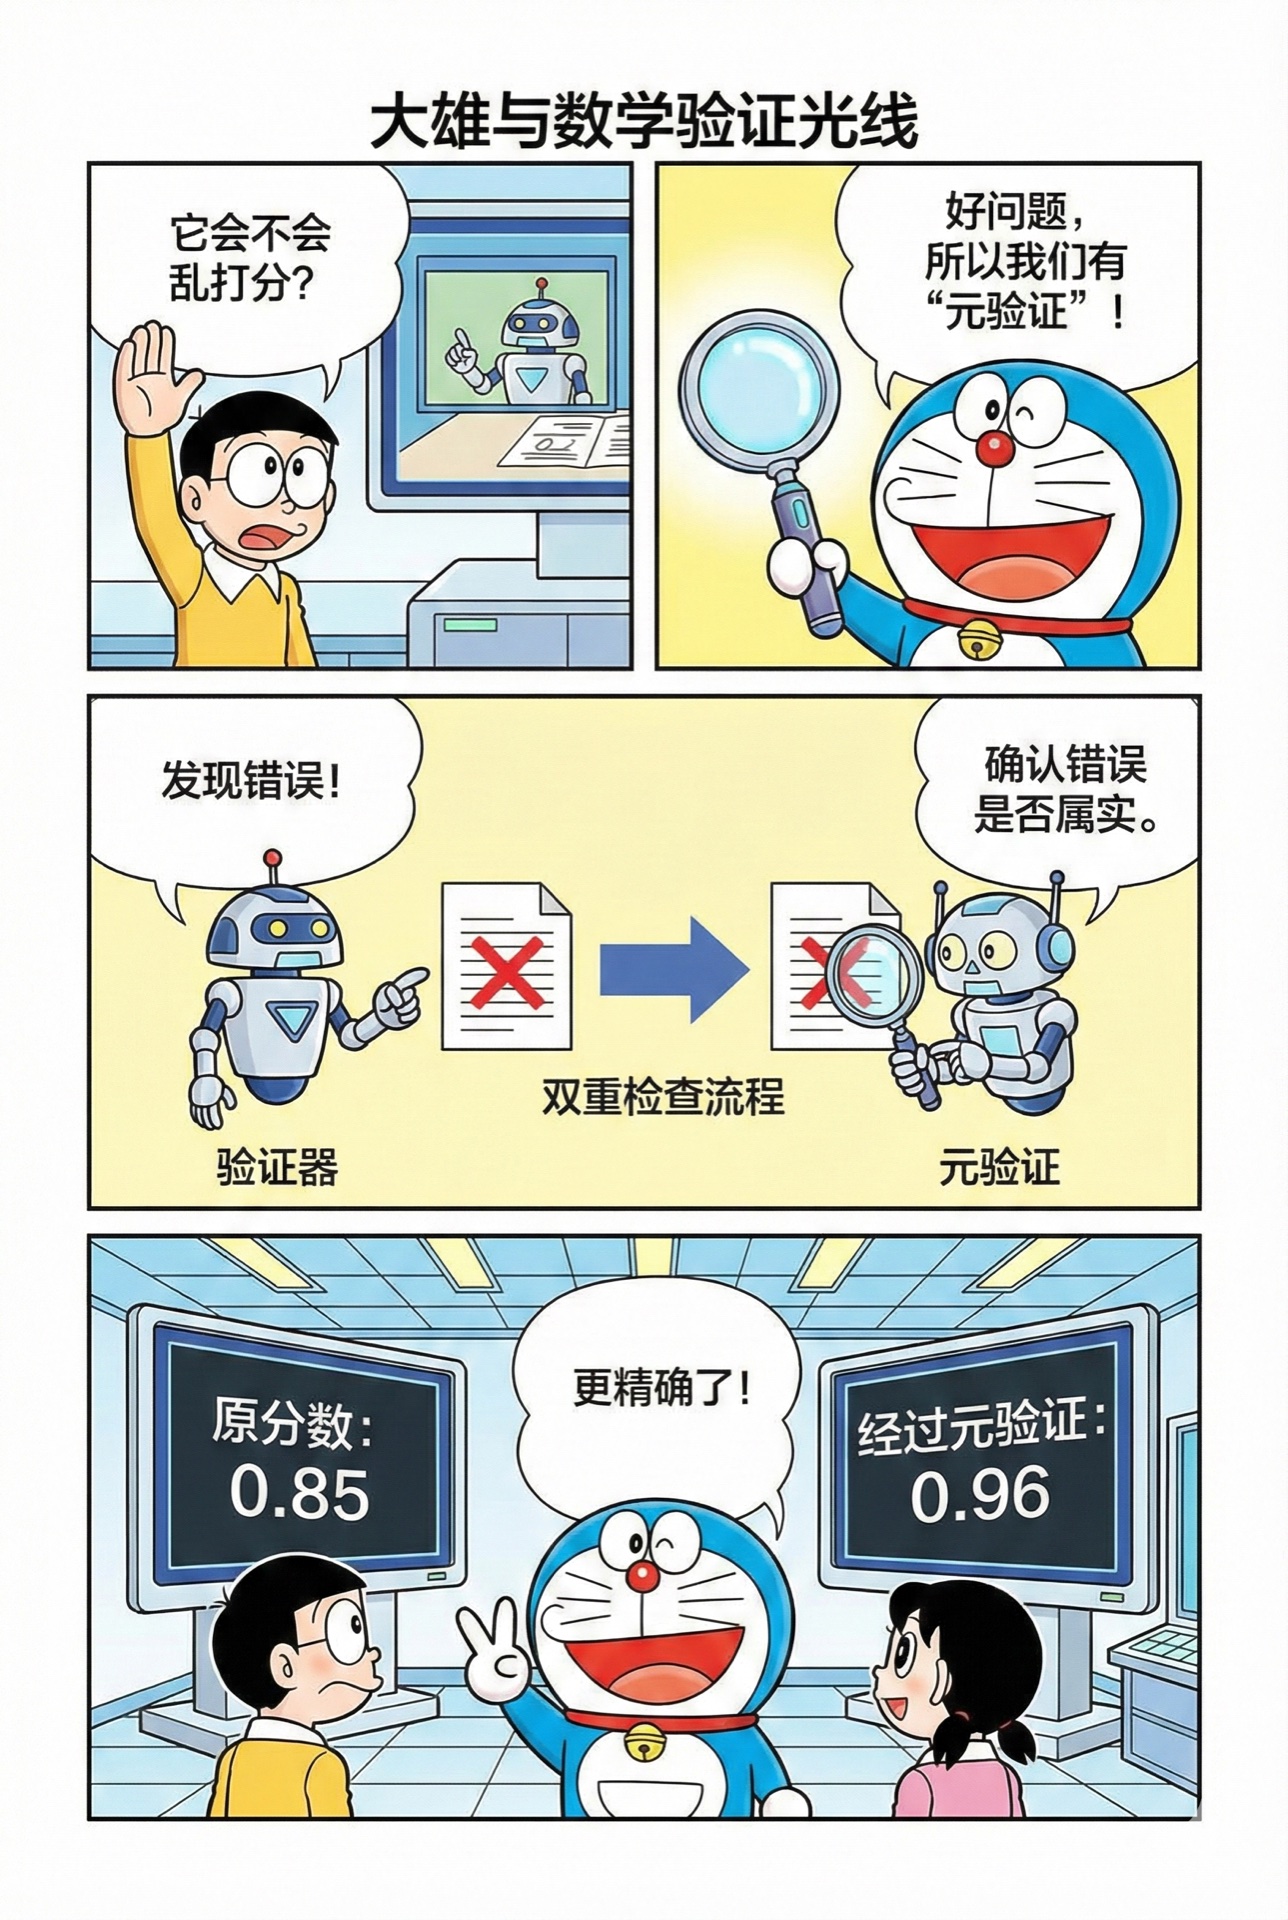 大雄与数学验证光线
它会不会
乱打分?
好问题，
所以我们有
“元验证”！
发现错误！
确认错误
是否属实。
双重检查流程
验证器
元验证
更精确了！
原分数：
0.85
经过元验证：
0.96